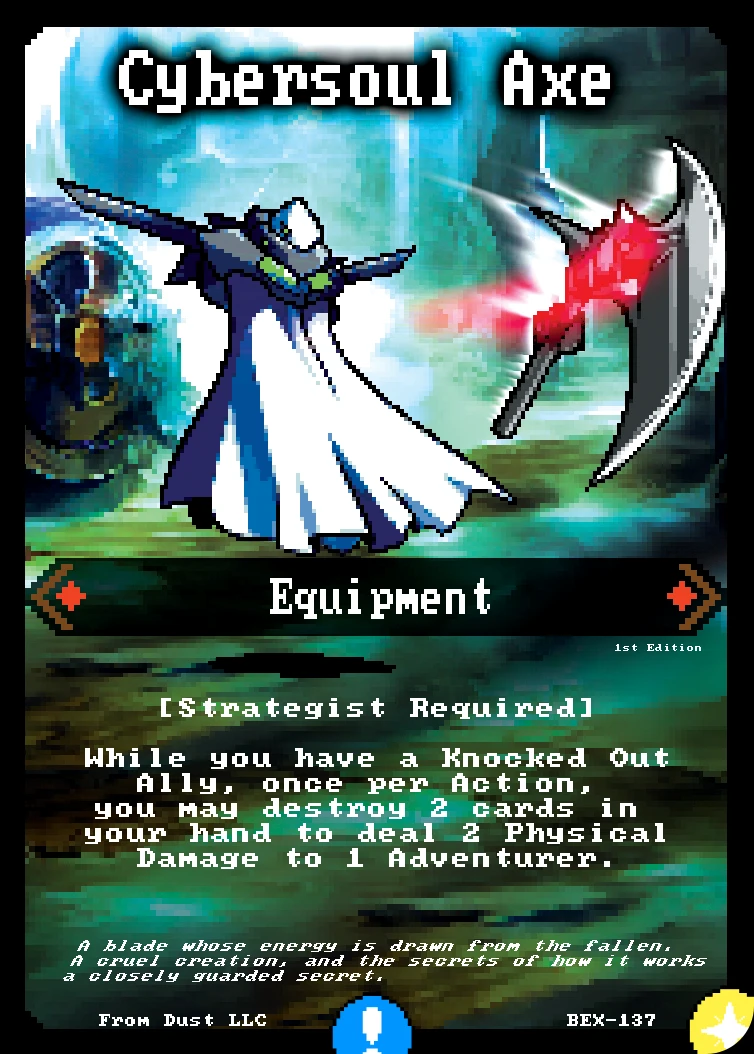 Cybersoul Axe
Equipment
1st Edition
[Strategist Required]
While you have a Knocked Out
Ally, once per Action,
you may destroy 2 cards in
your hand to deal 2 Physical
Damage to 1 Adventurer.
A blade whose energy is drawn from the fallen.
A cruel creation, and the secrets of how it works
a closely guarded secret.
From Dust LLC
BEX-137